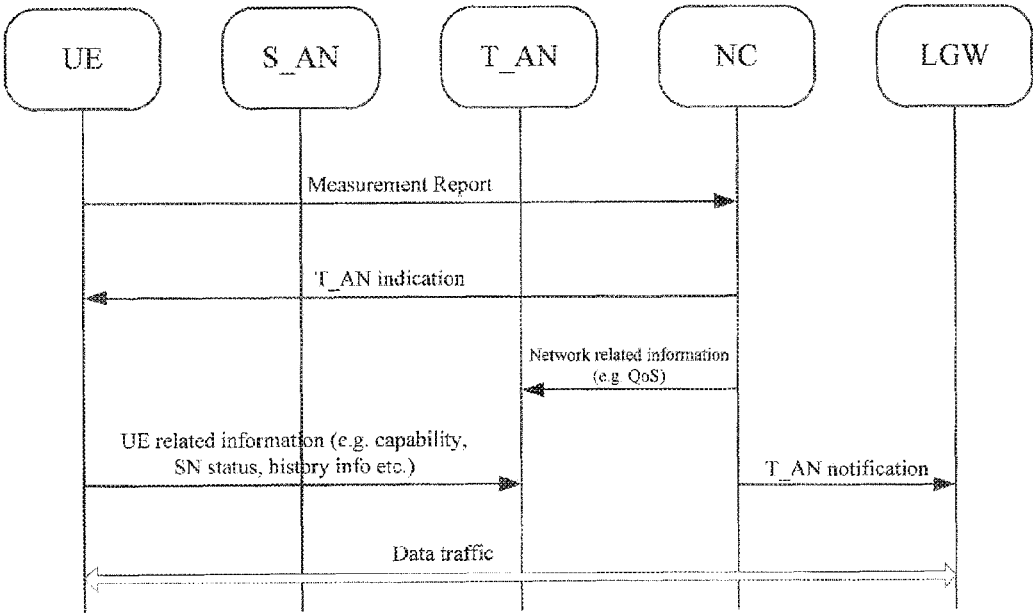 UE
S_AN
T_AN
NC
LGW
Measurement Report
T_AN indication
Network related information
(e.g. QoS)
UE related information (e.g. capability,
SN status, history info etc.)
T_AN notification
Data traffic